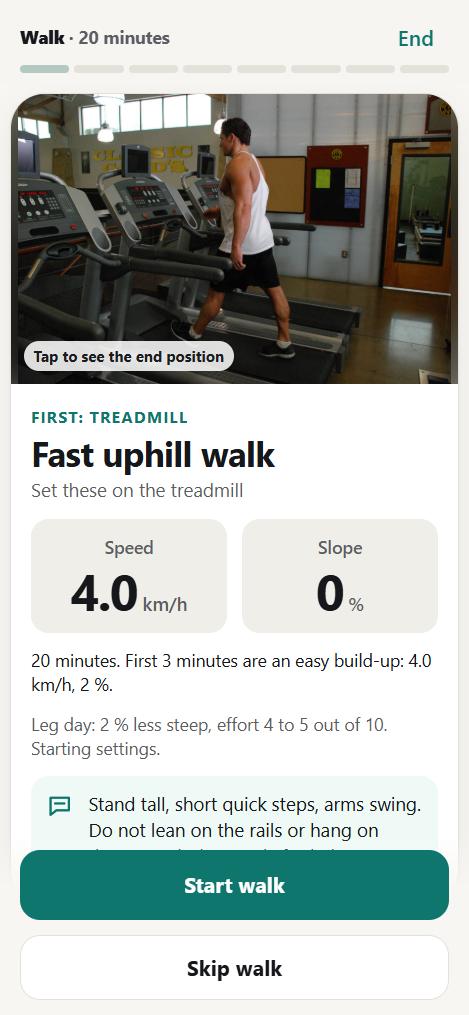 Walk · 20 minutes
End
CLASSIC
Tap to see the end position
FIRST: TREADMILL
Fast uphill walk
Set these on the treadmill
Speed
4.0 km/h
Slope
0 %
20 minutes. First 3 minutes are an easy build-up: 4.0
km/h, 2 %.
Leg day: 2 % less steep, effort 4 to 5 out of 10.
Starting settings.
Stand tall, short quick steps, arms swing.
Do not lean on the rails or hang on
Start walk
Skip walk